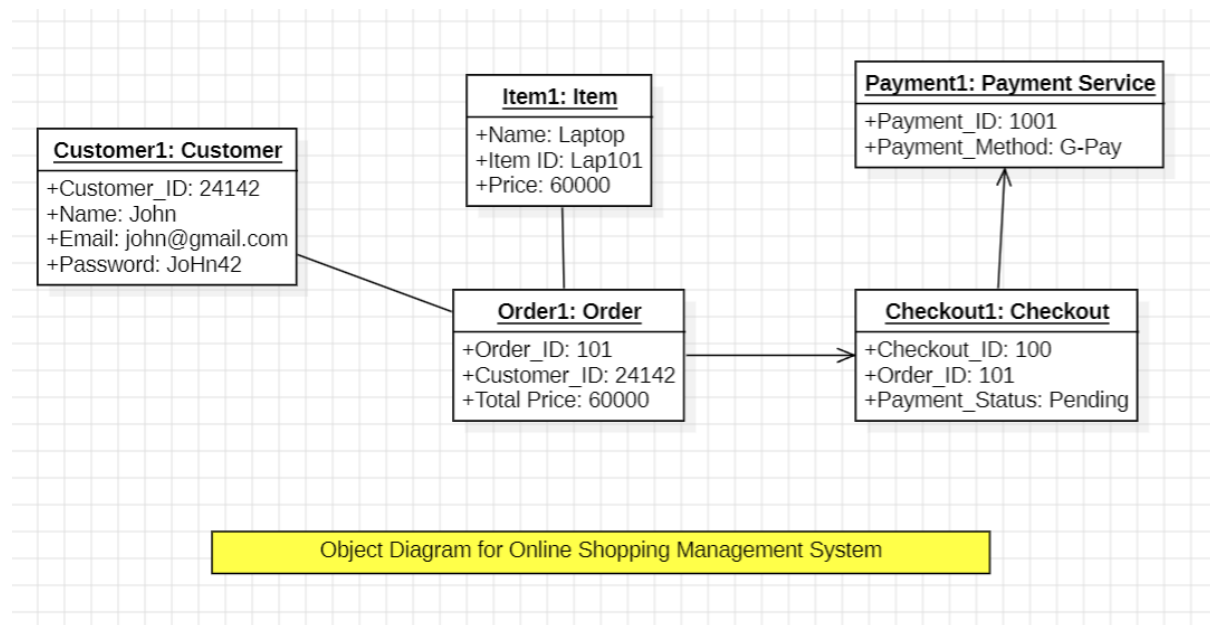 Customer1: Customer
+Customer_ID: 24142
+Name: John
+Email: john@gmail.com
+Password: JoHn42
Item1: Item
+Name: Laptop
+Item ID: Lap101
+Price: 60000
Payment1: Payment Service
+Payment_ID: 1001
+Payment_Method: G-Pay
Order1: Order
+Order_ID: 101
+Customer_ID: 24142
+Total Price: 60000
Checkout1: Checkout
+Checkout_ID: 100
+Order_ID: 101
+Payment_Status: Pending
Object Diagram for Online Shopping Management System